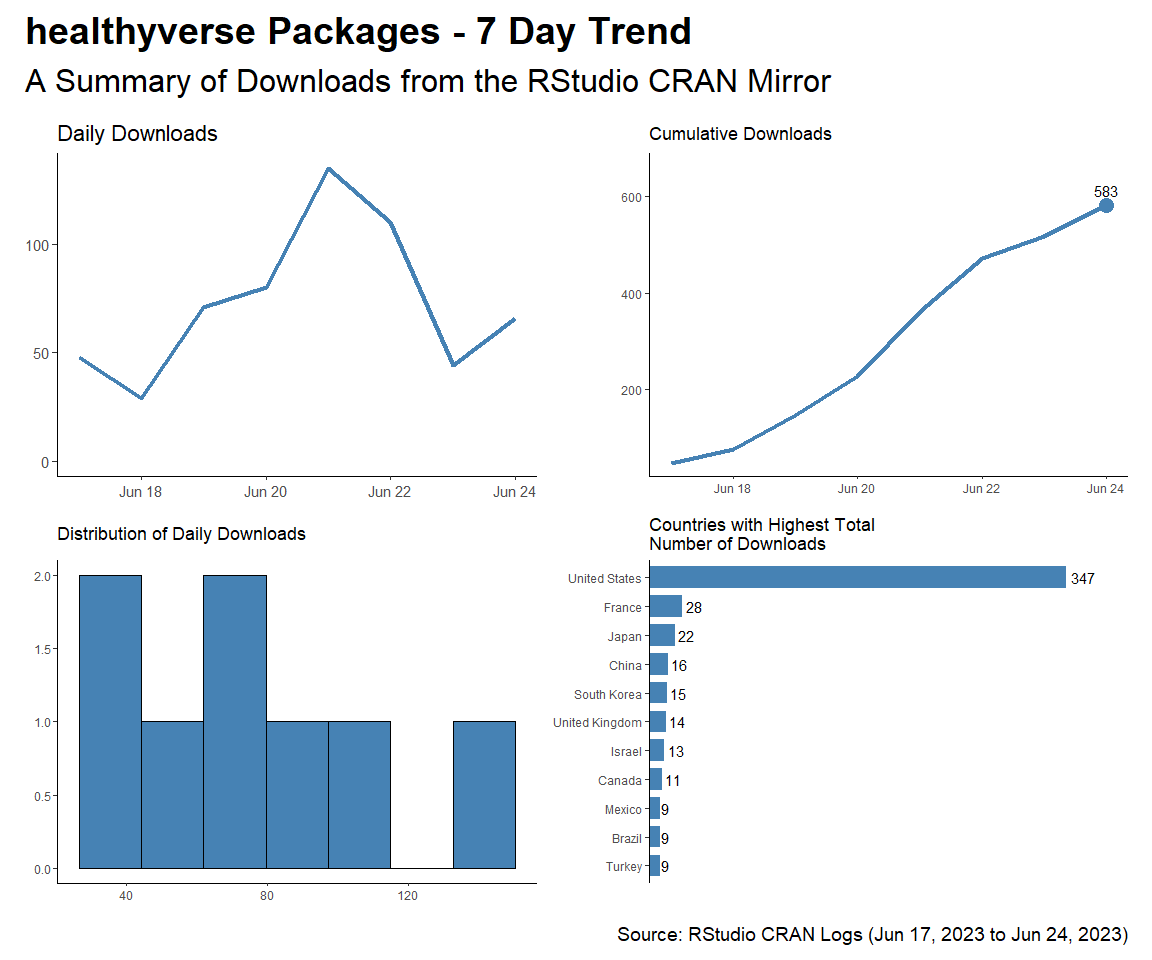 healthyverse Packages - 7 Day Trend
A Summary of Downloads from the RStudio CRAN Mirror
Daily Downloads
100
50
0
Jun 18 Jun 20 Jun 22 Jun 24
Cumulative Downloads
583
600
400
200
Jun 18 Jun 20 Jun 22 Jun 24
Distribution of Daily Downloads
2.0
1.5
1.0
0.5
0.0
40 80 120
Countries with Highest Total
Number of Downloads
United States 347
France 28
Japan 22
China 16
South Korea 15
United Kingdom 14
Israel 13
Canada 11
Mexico 9
Brazil 9
Turkey 9
Source: RStudio CRAN Logs (Jun 17, 2023 to Jun 24, 2023)